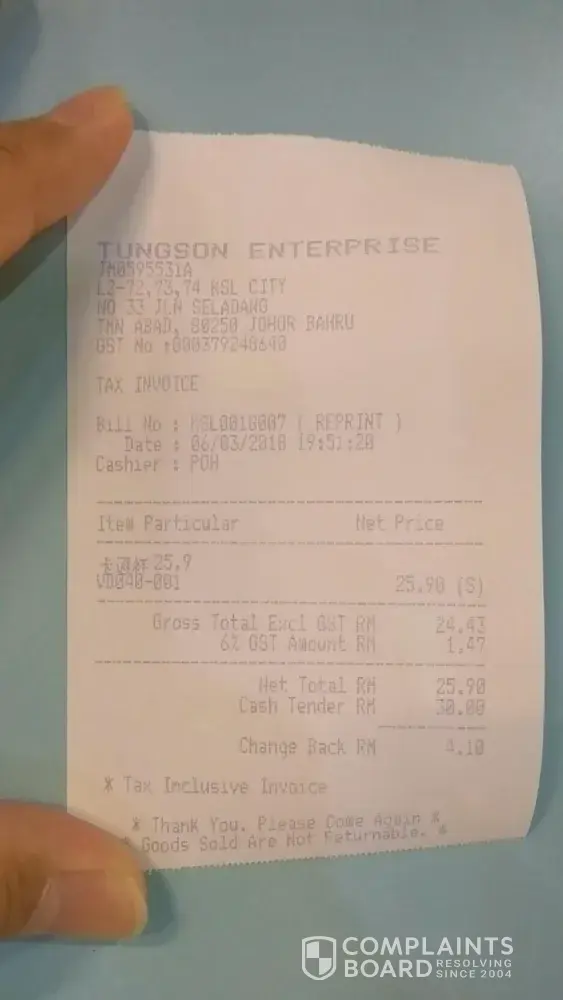 TUNGSON ENTERPRISE
JM0595531A
L2-72,73,74 KSL CITY
NO 33 JLN SELADANG
TMN ABAD, 80250 JOHOR BAHRU
GST No :000379248640
TAX INVOICE
Bill No : KSL0018007 ( REPRINT )
Date : 06/03/2018 19:51:20
Cashier : POH
Item Particular Net Price
25.9
VD040-001 25.90 (S)
Gross Total Excl GST RM 24.43
6% GST Amount RM 1.47
Net Total RM 25.90
Cash Tender RM 30.00
Change Back RM 4.10
* Tax Inclusive Invoice
* Thank You. Please Come Again *
Goods Sold Are Not Returnable. *
COMPLAINTS
BOARD RESOLVING
SINCE 2004